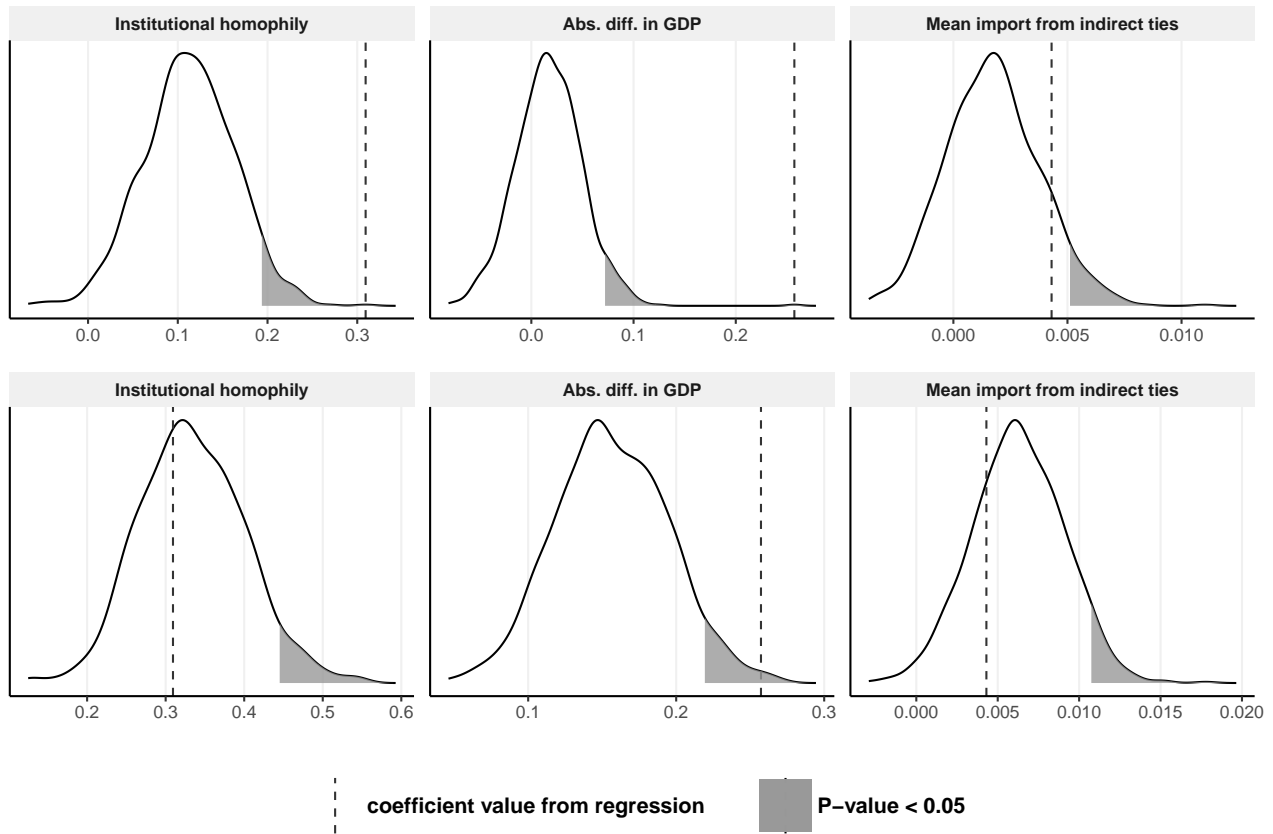 Institutional homophily
Abs. diff. in GDP
Mean import from indirect ties
0.0 0.1 0.2 0.3
0.0 0.1 0.2
0.000 0.005 0.010
Institutional homophily
Abs. diff. in GDP
Mean import from indirect ties
0.2 0.3 0.4 0.5 0.6
0.1 0.2 0.3
0.000 0.005 0.010 0.015 0.020
coefficient value from regression
P−value < 0.05